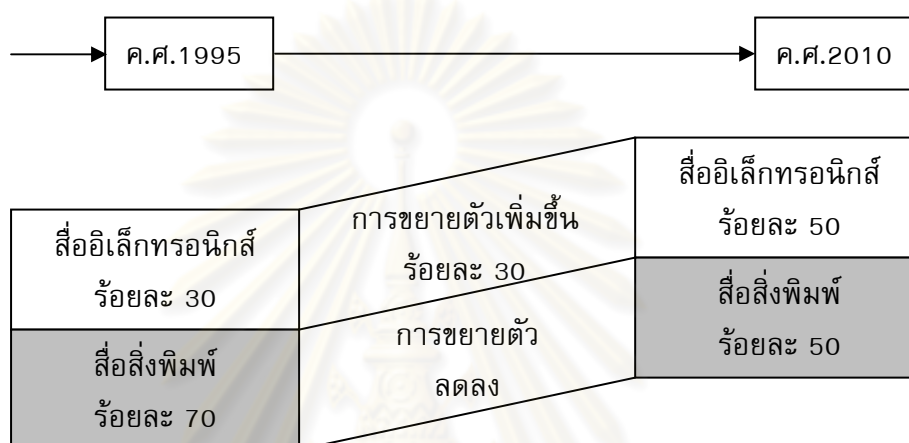 ค.ศ.1995
ค.ศ.2010
สื่ออิเล็กทรอนิกส์
ร้อยละ 30
สื่อสิ่งพิมพ์
ร้อยละ 70
การขยายตัวเพิ่มขึ้น
ร้อยละ 30
การขยายตัว
ลดลง
สื่ออิเล็กทรอนิกส์
ร้อยละ 50
สื่อสิ่งพิมพ์
ร้อยละ 50